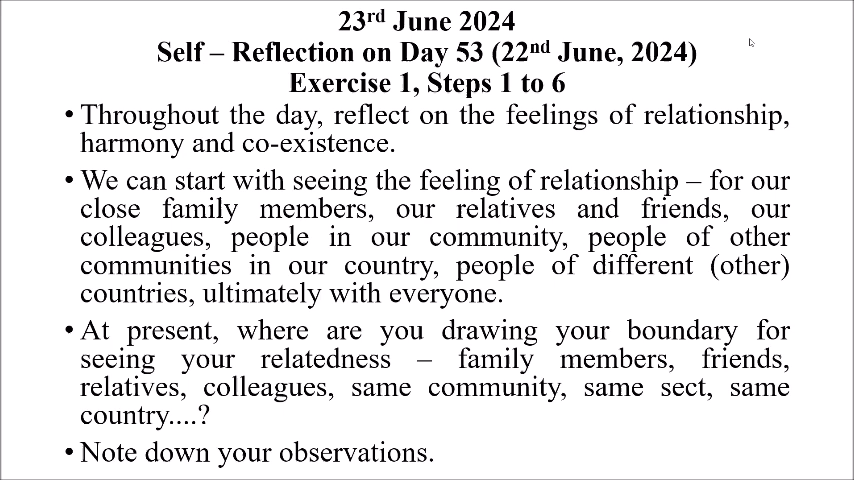 23rd June 2024
Self – Reflection on Day 53 (22nd June, 2024)
Exercise 1, Steps 1 to 6
• Throughout the day, reflect on the feelings of relationship,
harmony and co-existence.
• We can start with seeing the feeling of relationship – for our
close family members, our relatives and friends, our
colleagues, people in our community, people of other
communities in our country, people of different (other)
countries, ultimately with everyone.
• At present, where are you drawing your boundary for
seeing your relatedness – family members, friends,
relatives, colleagues, same community, same sect, same
country....?
• Note down your observations.